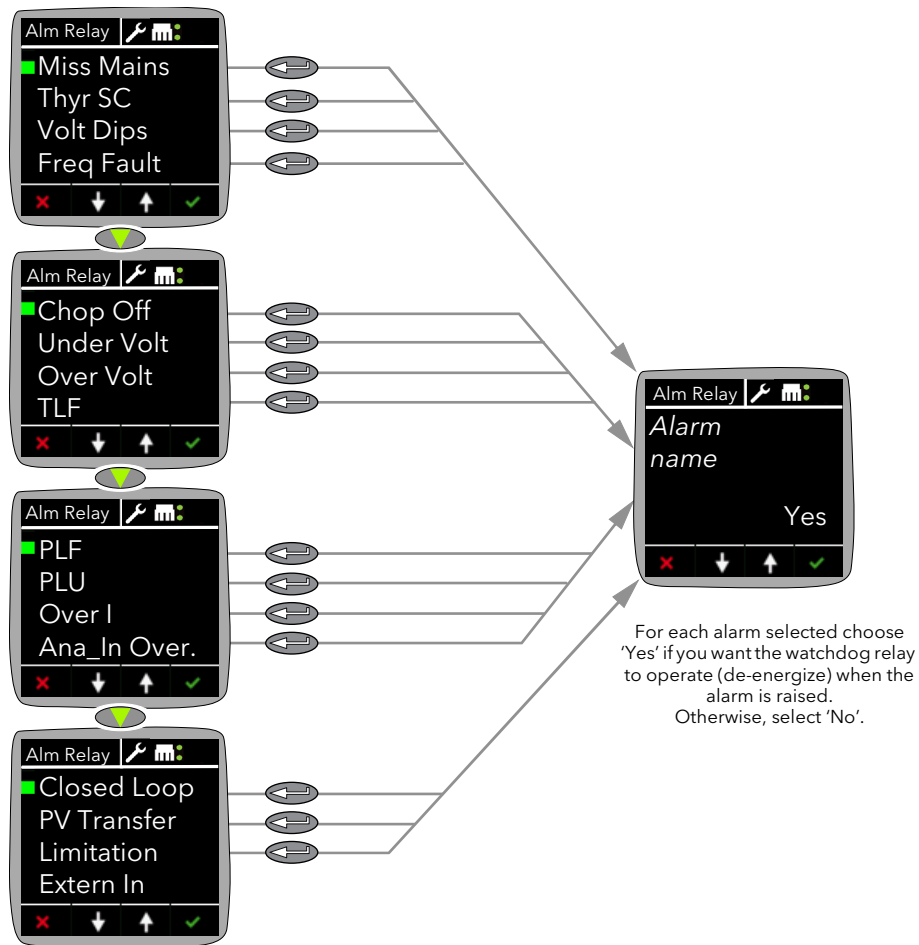 Alm Relay
Miss Mains
Thyr SC
Volt Dips
Freq Fault
Alm Relay
Chop Off
Under Volt
Over Volt
TLF
Alm Relay
PLF
PLU
Over I
Ana_In Over.
Alm Relay
Closed Loop
PV Transfer
Limitation
Extern In
Alm Relay
Alarm
name
Yes
For each alarm selected choose
‘Yes’ if you want the watchdog relay
to operate (de-energize) when the
alarm is raised.
Otherwise, select ‘No’.